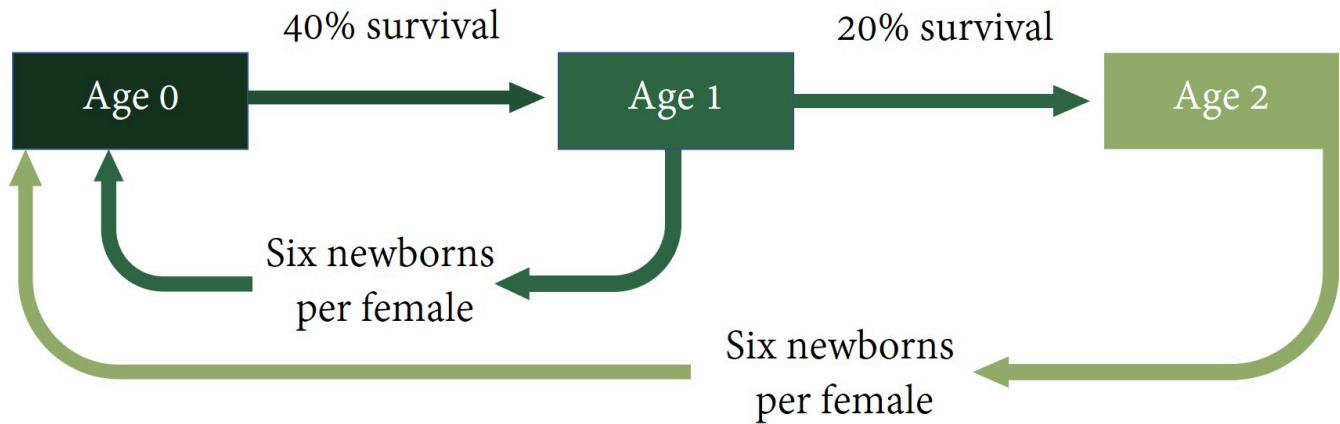 40% survival
20% survival
Age 0
Age 1
Age 2
Six newborns
per female
Six newborns
per female